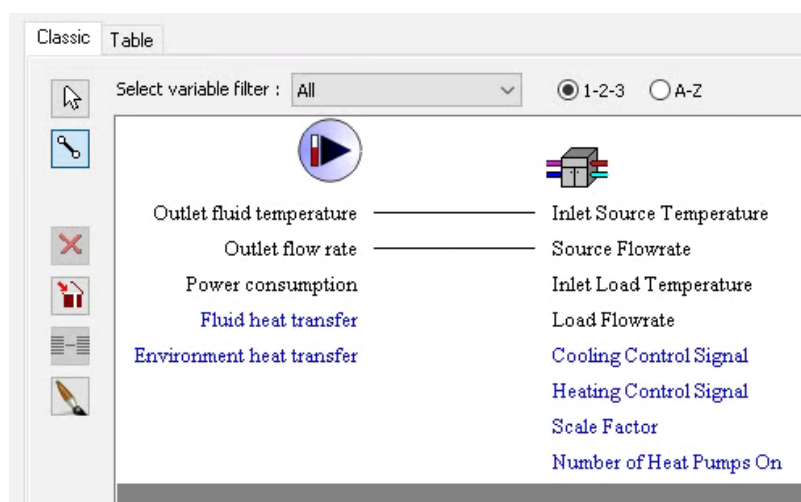 Classic Table
Select variable filter : All 1-2-3 A-Z
Outlet fluid temperature Inlet Source Temperature
Outlet flow rate Source Flowrate
Power consumption Inlet Load Temperature
Fluid heat transfer Load Flowrate
Environment heat transfer Cooling Control Signal
Heating Control Signal
Scale Factor
Number of Heat Pumps On